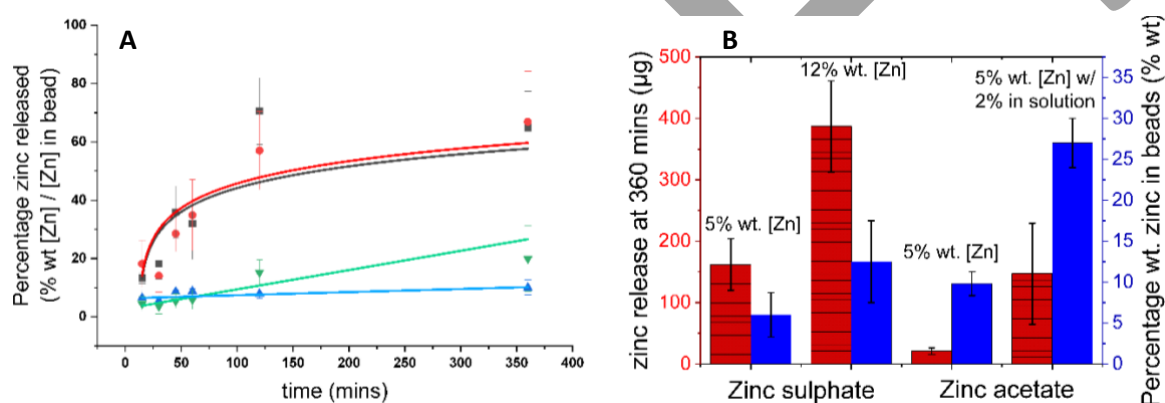 A
Percentage zinc released
(% wt [Zn] / [Zn] in bead)
100
80
60
40
20
0
0
50
100
150
200
250
300
350
400
time (mins)
B
zinc release at 360 mins (µg)
500
400
300
200
100
0
5% wt. [Zn]
12% wt. [Zn]
5% wt. [Zn]
5% wt. [Zn] w/
2% in solution
Zinc sulphate
Zinc acetate
35
30
25
20
15
10
5
0
Percentage wt. zinc in beads (% wt)